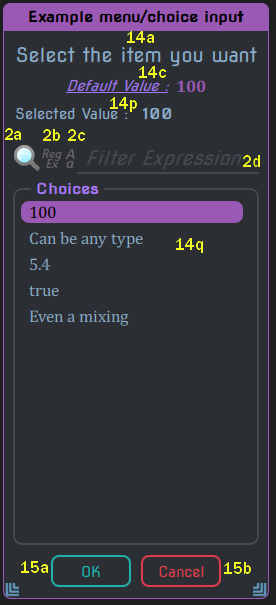 Example menu/choice input
14a
Select the item you want
14c
Default Value : 100
14p
Selected Value : 100
2a 2b 2c
Reg Ex A a Filter Expression 2d
Choices
100
Can be any type 14q
5.4
true
Even a mixing
15a OK Cancel 15b